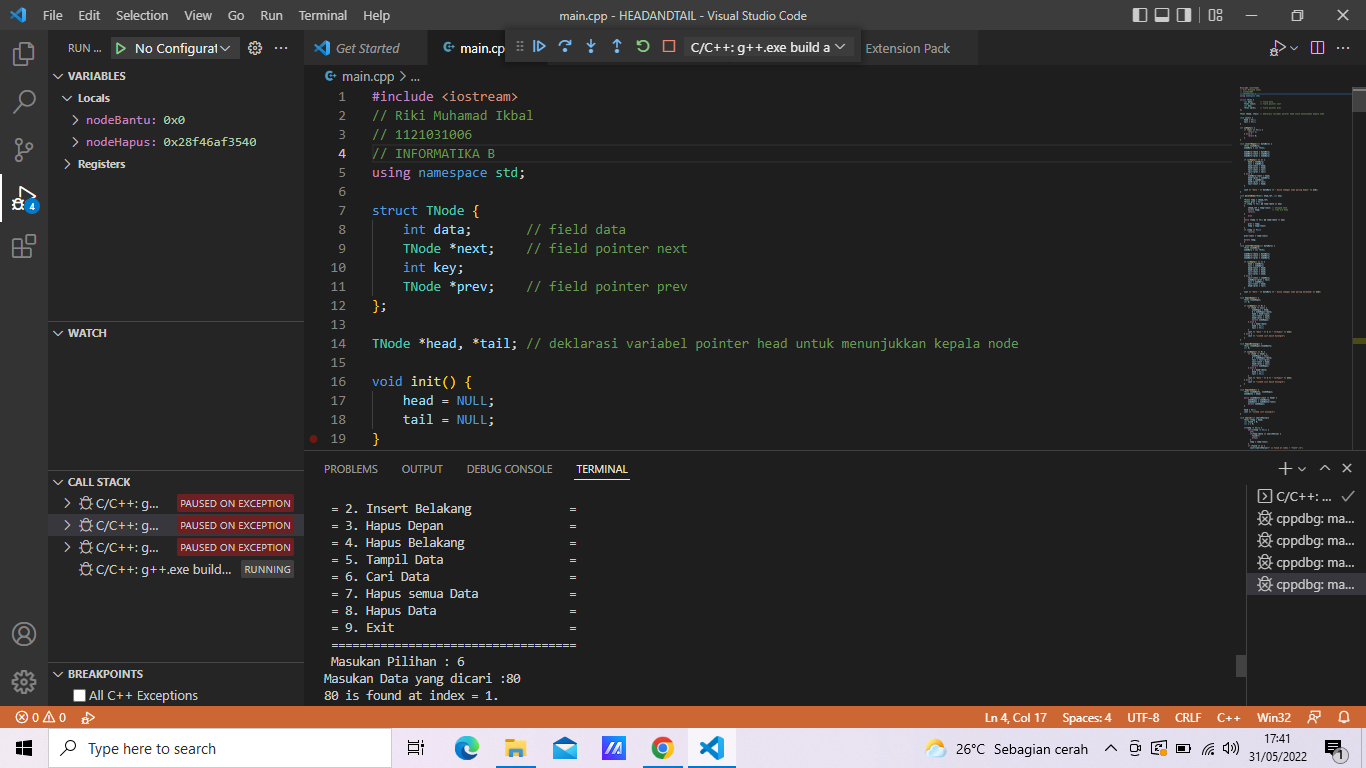 File Edit Selection View Go Run Terminal Help
main.cpp - HEADANDTAIL - Visual Studio Code
RUN ... No Configurat
Get Started
main.cp
C/C++: g++.exe build a
Extension Pack
VARIABLES
Locals
nodeBantu: 0x0
nodeHapus: 0x28f46af3540
Registers
WATCH
CALL STACK
C/C++: g... PAUSED ON EXCEPTION
C/C++: g... PAUSED ON EXCEPTION
C/C++: g... PAUSED ON EXCEPTION
C/C++: g++.exe build... RUNNING
BREAKPOINTS
All C++ Exceptions
4
main.cpp > ...
1 #include <iostream>
2 // Riki Muhamad Ikbal
3 // 1121031006
4 // INFORMATIKA B
5 using namespace std;
6
7 struct TNode {
8 int data; // field data
9 TNode *next; // field pointer next
10 int key;
11 TNode *prev; // field pointer prev
12 };
13
14 TNode *head, *tail; // deklarasi variabel pointer head untuk menunjukkan kepala node
15
16 void init() {
17 head = NULL;
18 tail = NULL;
19 }
PROBLEMS OUTPUT DEBUG CONSOLE TERMINAL
= 2. Insert Belakang =
= 3. Hapus Depan =
= 4. Hapus Belakang =
= 5. Tampil Data =
= 6. Cari Data =
= 7. Hapus semua Data =
= 8. Hapus Data =
= 9. Exit =
===================================
Masukan Pilihan : 6
Masukan Data yang dicari :80
80 is found at index = 1.
C/C++: ...
cppdbg: ma...
cppdbg: ma...
cppdbg: ma...
cppdbg: ma...
0 0
Ln 4, Col 17 Spaces: 4 UTF-8 CRLF C++ Win32
Type here to search
26°C Sebagian cerah
17:41
31/05/2022
1